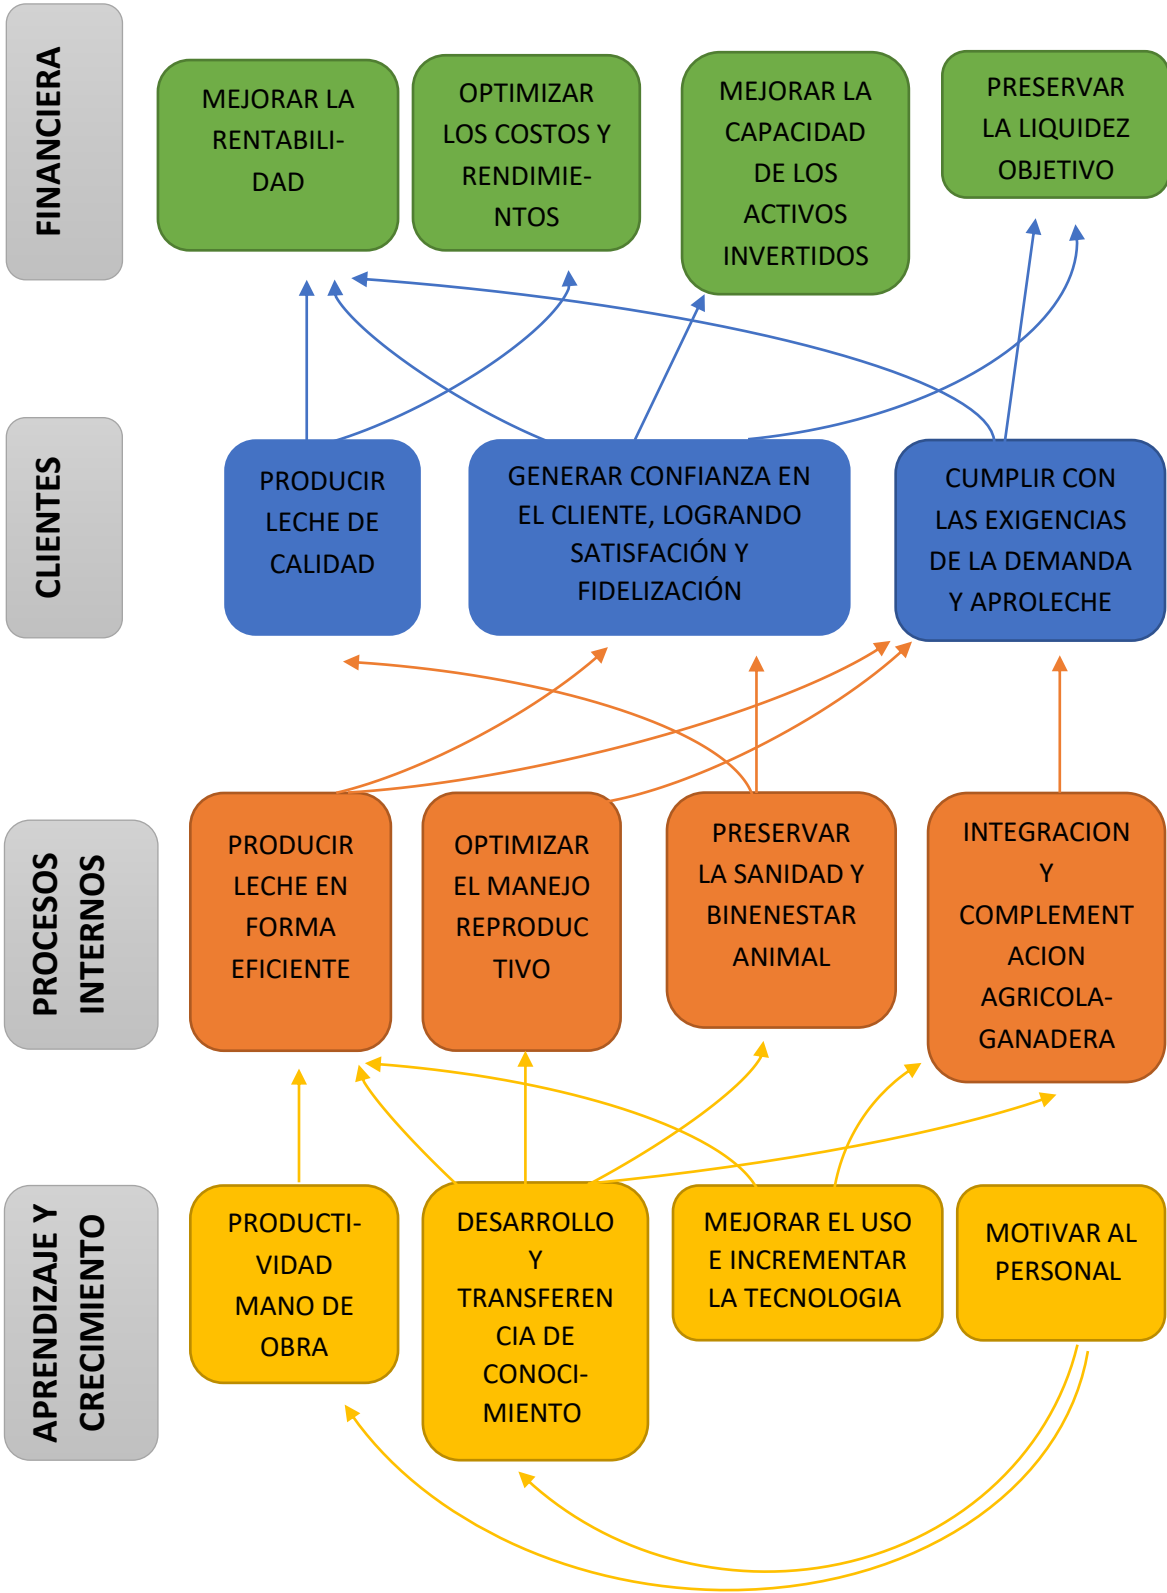 FINANCIERA
MEJORAR LA
RENTABILI-
DAD
OPTIMIZAR
LOS COSTOS Y
RENDIMIE-
NTOS
MEJORAR LA
CAPACIDAD
DE LOS
ACTIVOS
INVERTIDOS
PRESERVAR
LA LIQUIDEZ
OBJETIVO
CLIENTES
PRODUCIR
LECHE DE
CALIDAD
GENERAR CONFIANZA EN
EL CLIENTE, LOGRANDO
SATISFACIÓN Y
FIDELIZACIÓN
CUMPLIR CON
LAS EXIGENCIAS
DE LA DEMANDA
Y APROLECHE
PROCESOS
INTERNOS
PRODUCIR
LECHE EN
FORMA
EFICIENTE
OPTIMIZAR
EL MANEJO
REPRODUC
TIVO
PRESERVAR
LA SANIDAD Y
BINENESTAR
ANIMAL
INTEGRACION
Y
COMPLEMENT
ACION
AGRICOLA-
GANADERA
APRENDIZAJE Y
CRECIMIENTO
PRODUCTI-
VIDAD
MANO DE
OBRA
DESARROLLO
Y
TRANSFEREN
CIA DE
CONOCI-
MIENTO
MEJORAR EL USO
E INCREMENTAR
LA TECNOLOGIA
MOTIVAR AL
PERSONAL